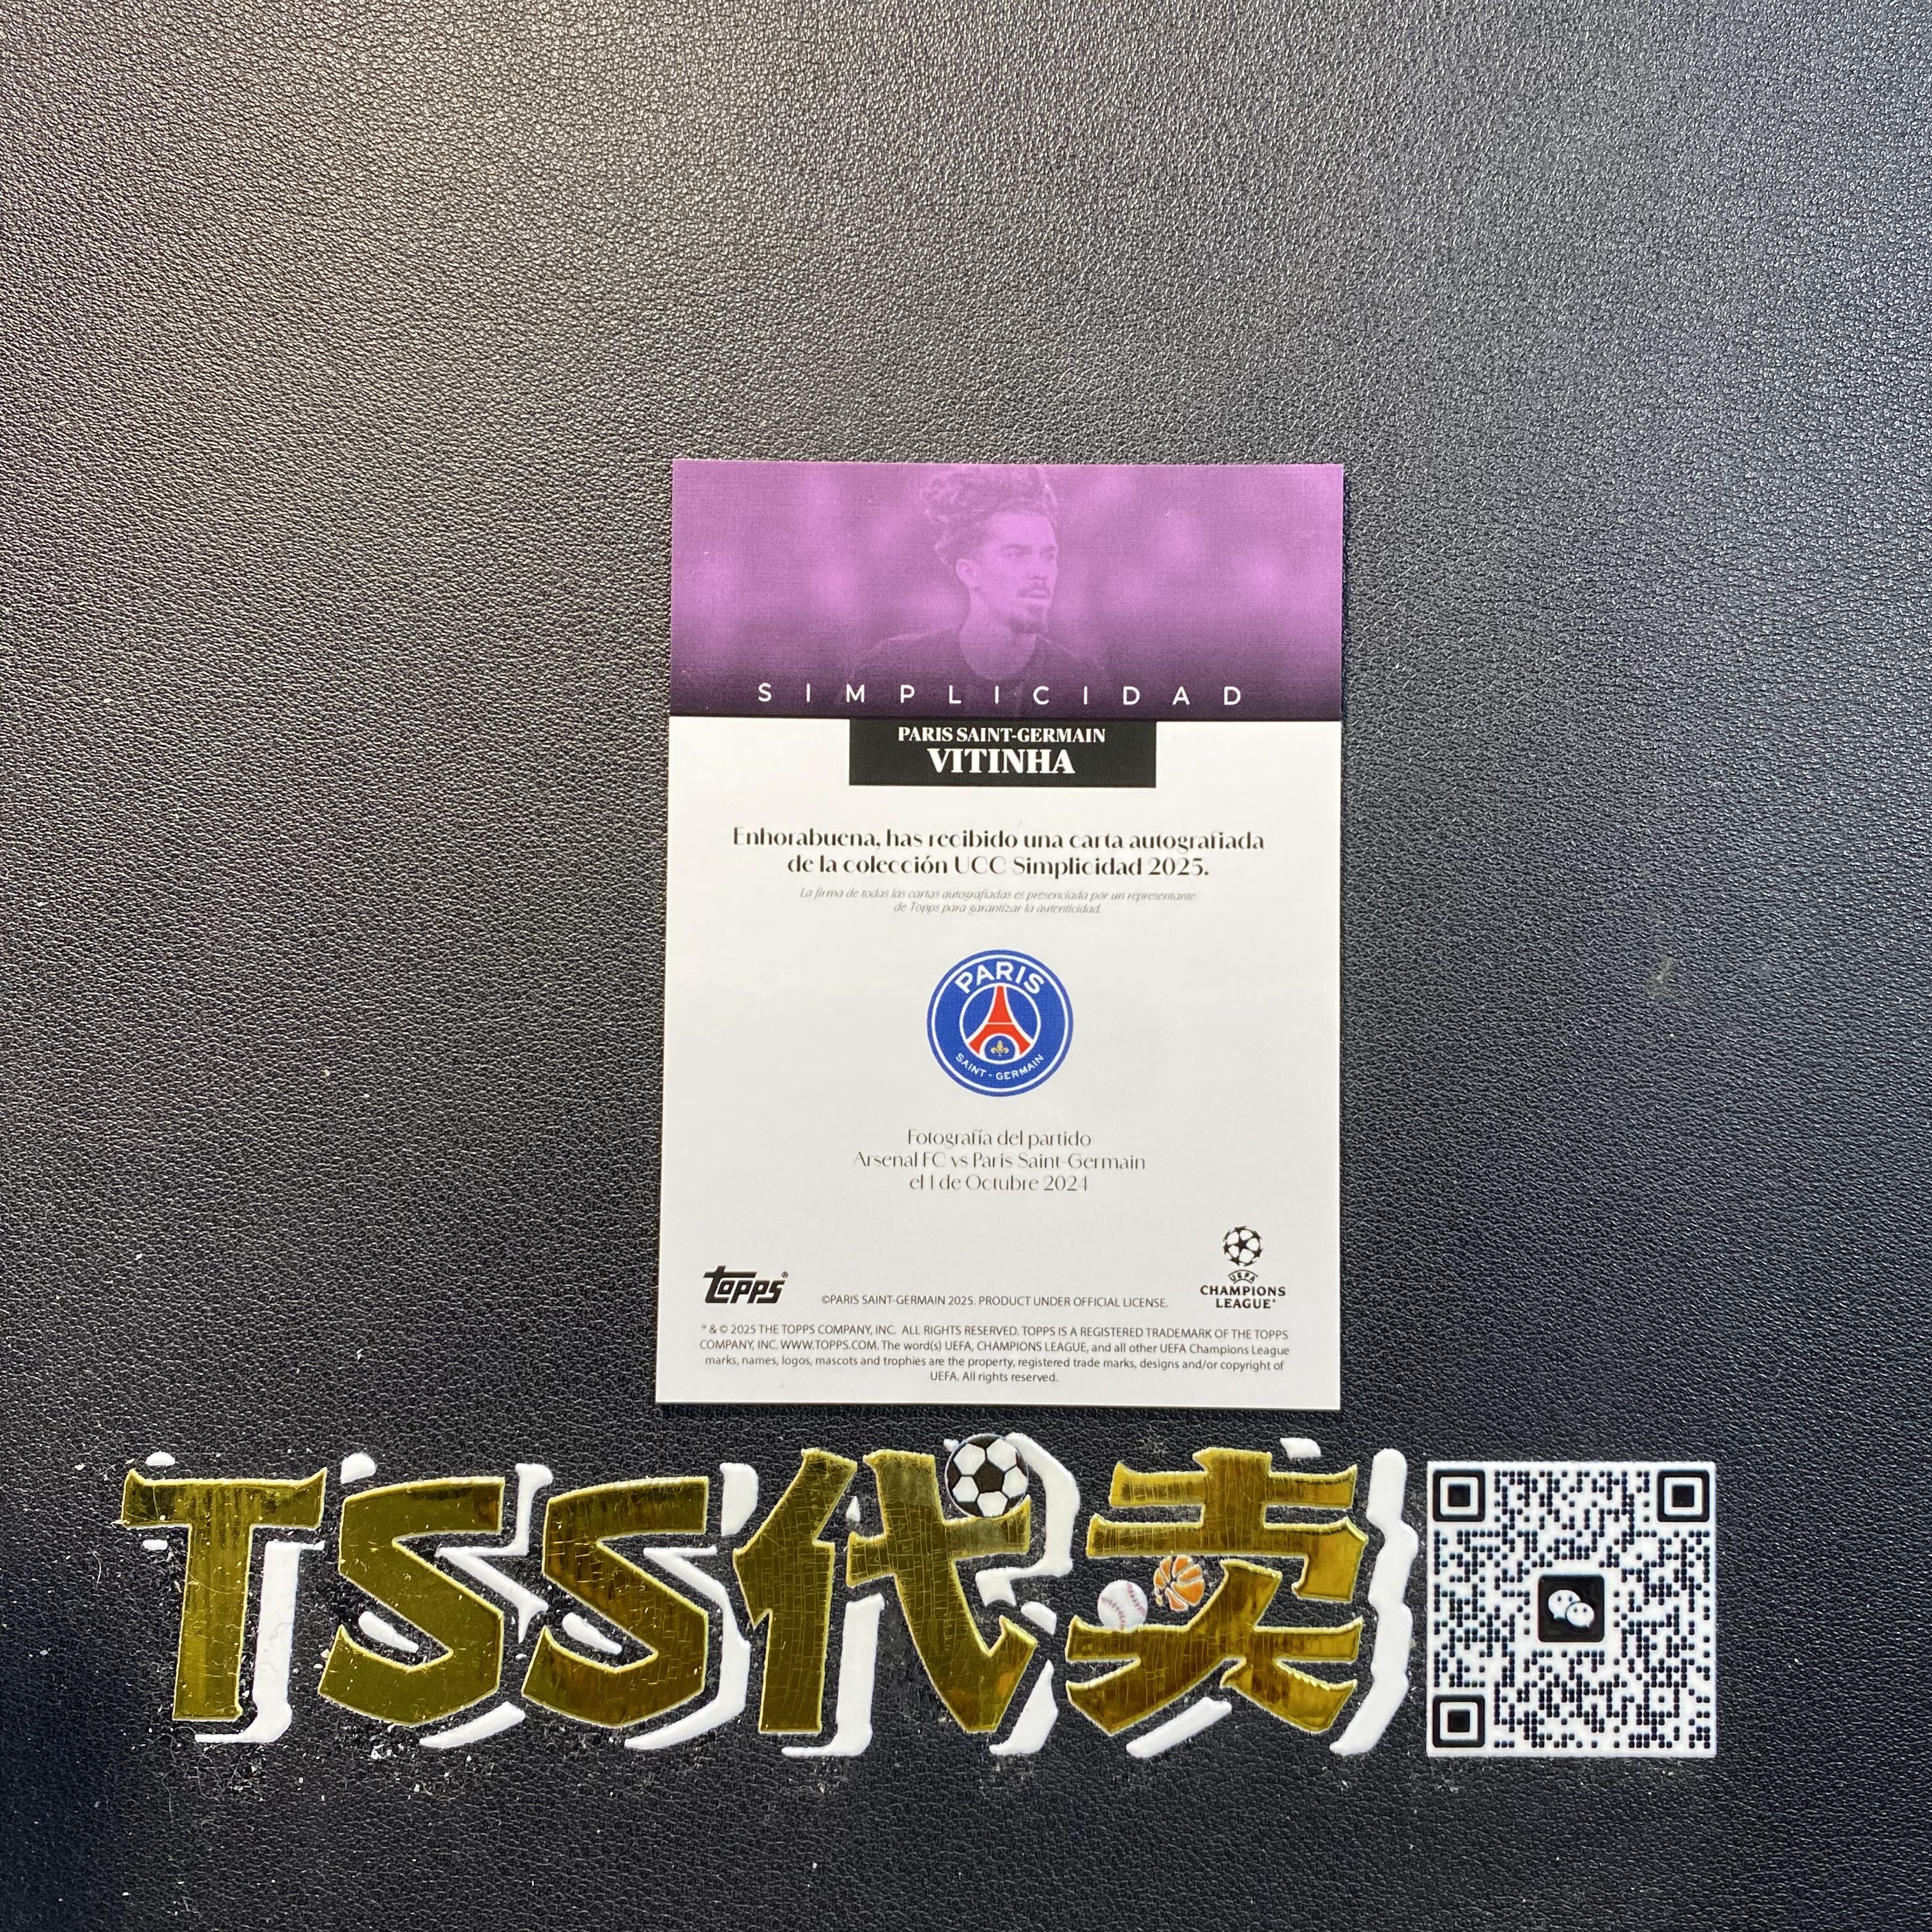 SIMPLICIDAD
PARIS SAINT-GERMAIN
VITINHA
Enhorabuena, has recibido una carta autografiada
de la colección UCC Simplicidad 2025.
La firma de todas las cartas autografiadas es presenciada por un representante
de Topps para garantizar la autenticidad.
PARIS
SAINT - GERMAIN
Fotografía del partido
Arsenal FC vs Paris Saint-Germain
el 1 de Octubre 2024
topps®
©PARIS SAINT-GERMAIN 2025. PRODUCT UNDER OFFICIAL LICENSE.
UEFA
CHAMPIONS
LEAGUE
& © 2025 THE TOPPS COMPANY, INC. ALL RIGHTS RESERVED. TOPPS IS A REGISTERED TRADEMARK OF THE TOPPS
COMPANY, INC. WWW.TOPPS.COM. The word(s) UEFA, CHAMPIONS LEAGUE, and all other UEFA Champions League
marks, names, logos, mascots and trophies are the property, registered trade marks, designs and/or copyright of
UEFA. All rights reserved.
TSS代卖